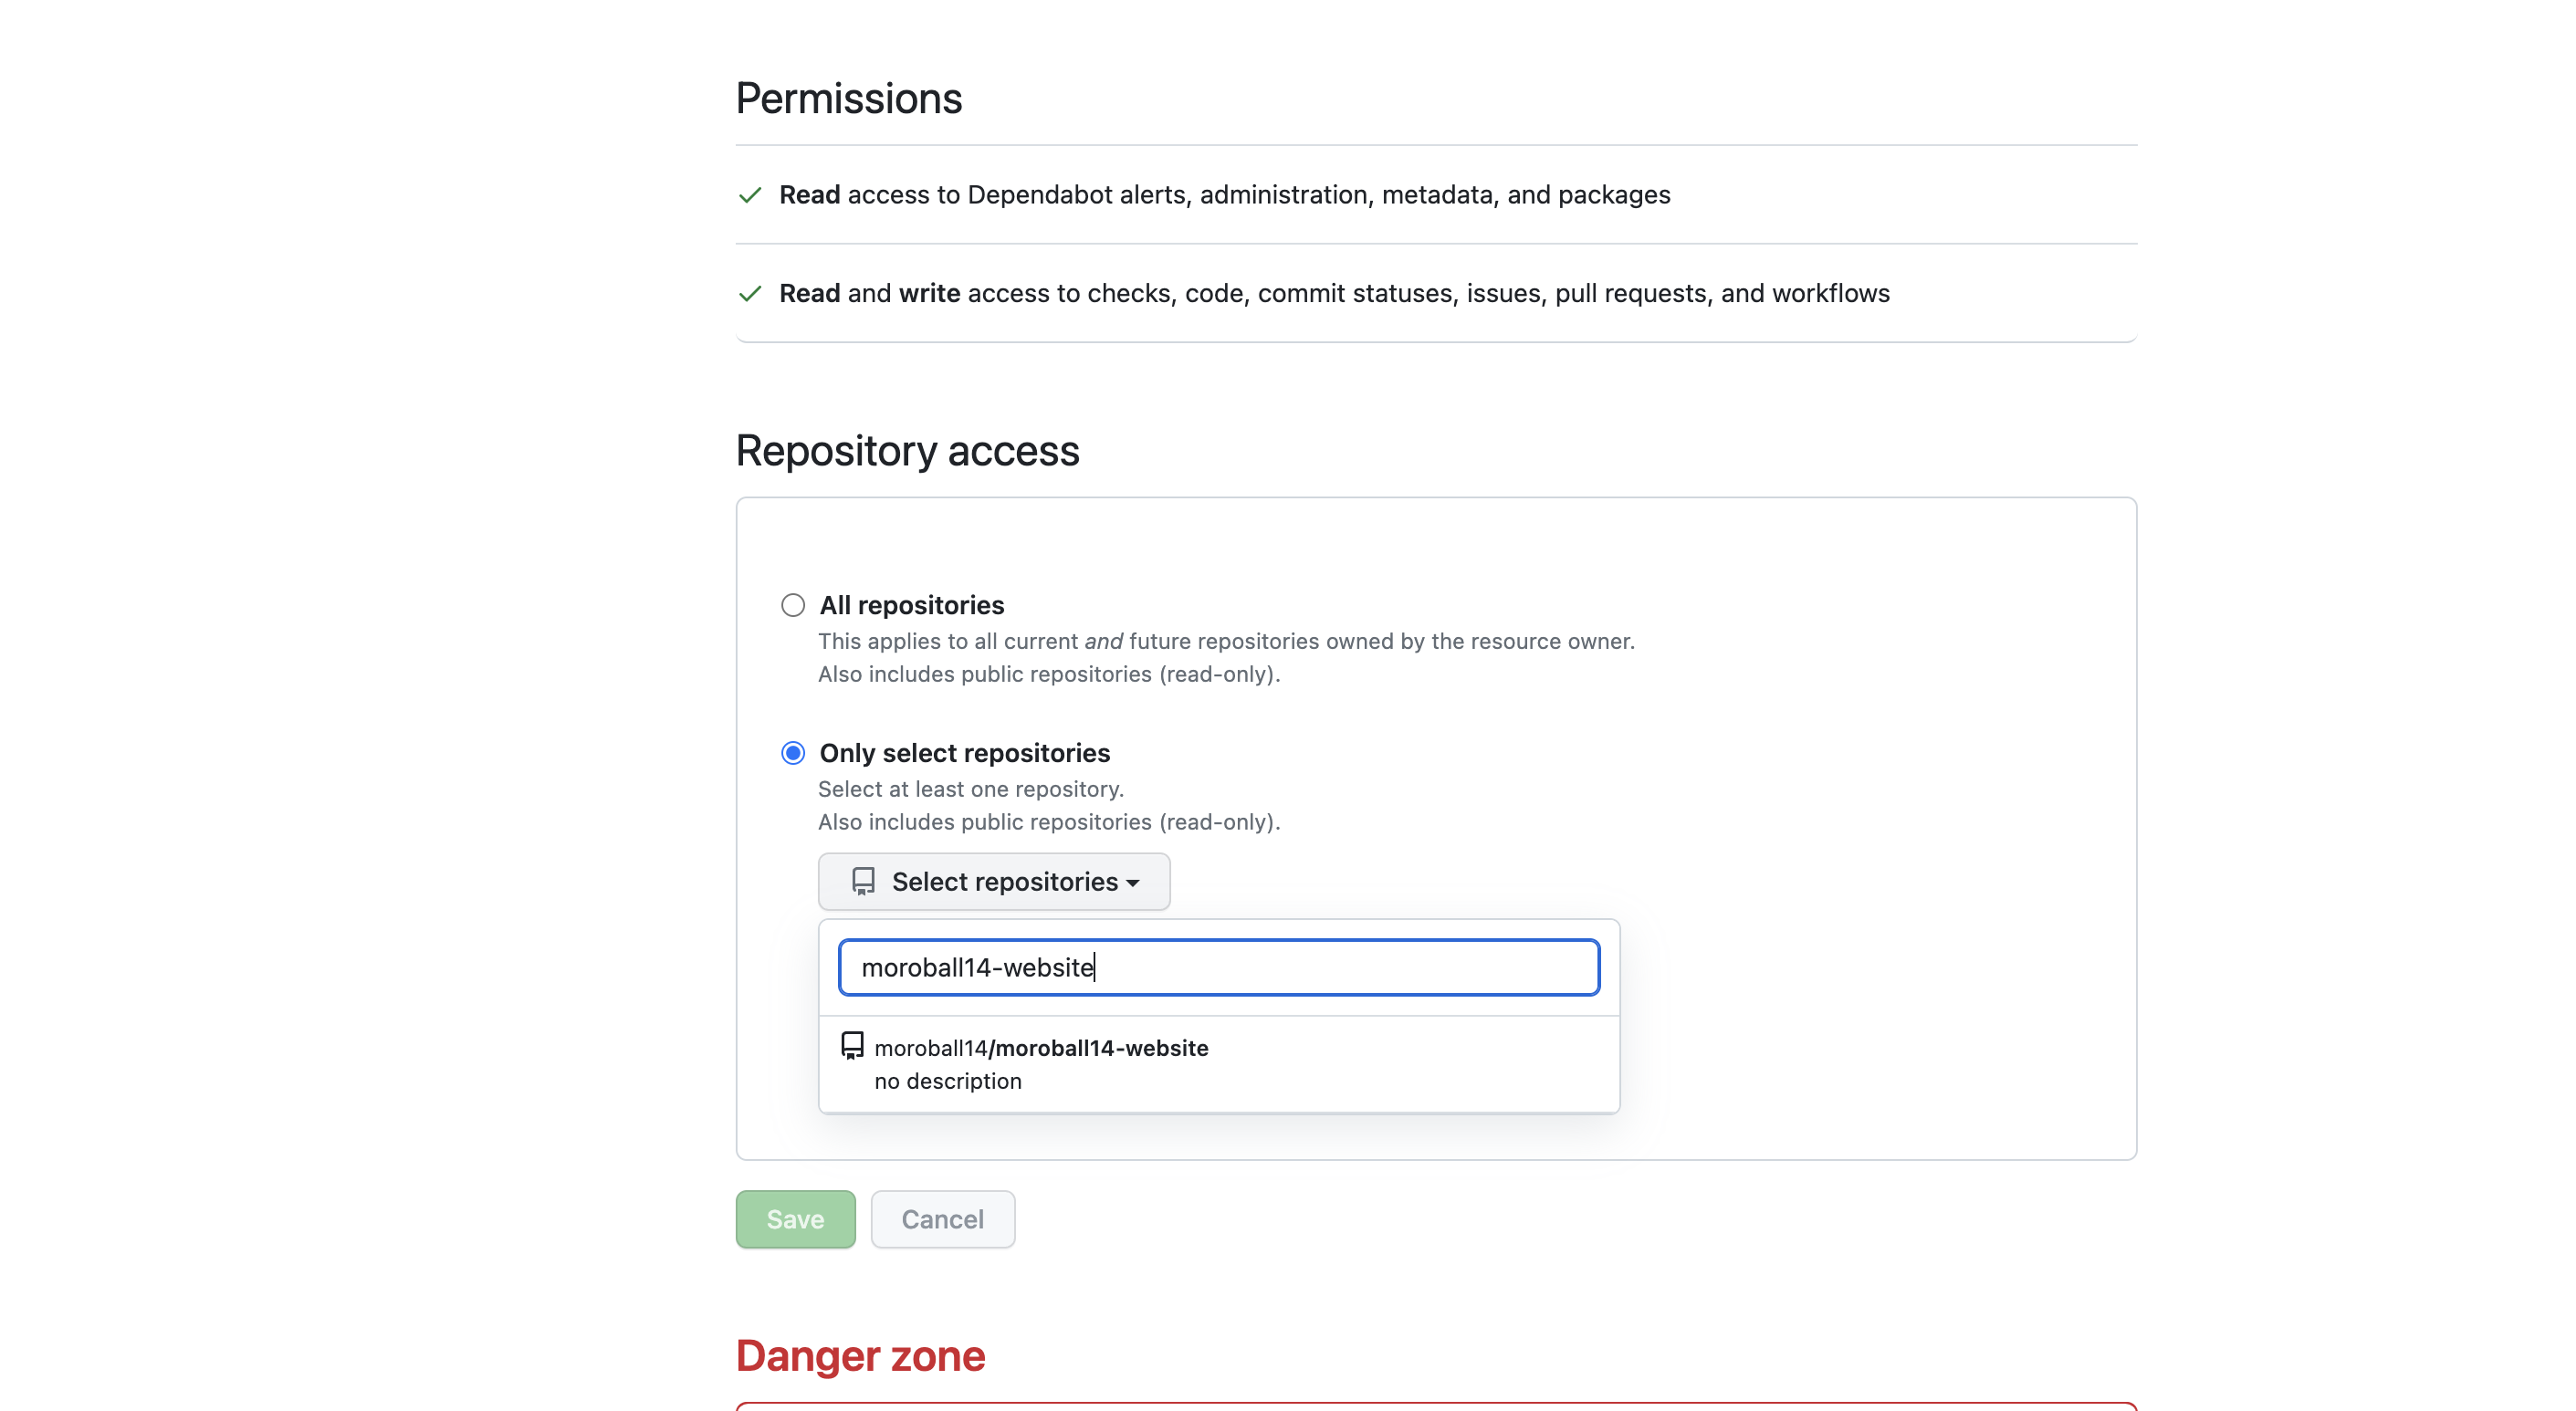 Permissions
Read access to Dependabot alerts, administration, metadata, and packages
Read and write access to checks, code, commit statuses, issues, pull requests, and workflows
Repository access
All repositories
This applies to all current and future repositories owned by the resource owner.
Also includes public repositories (read-only).
Only select repositories
Select at least one repository.
Also includes public repositories (read-only).
Select repositories
moroball14-website
moroball14/moroball14-website
no description
Save Cancel
Danger zone